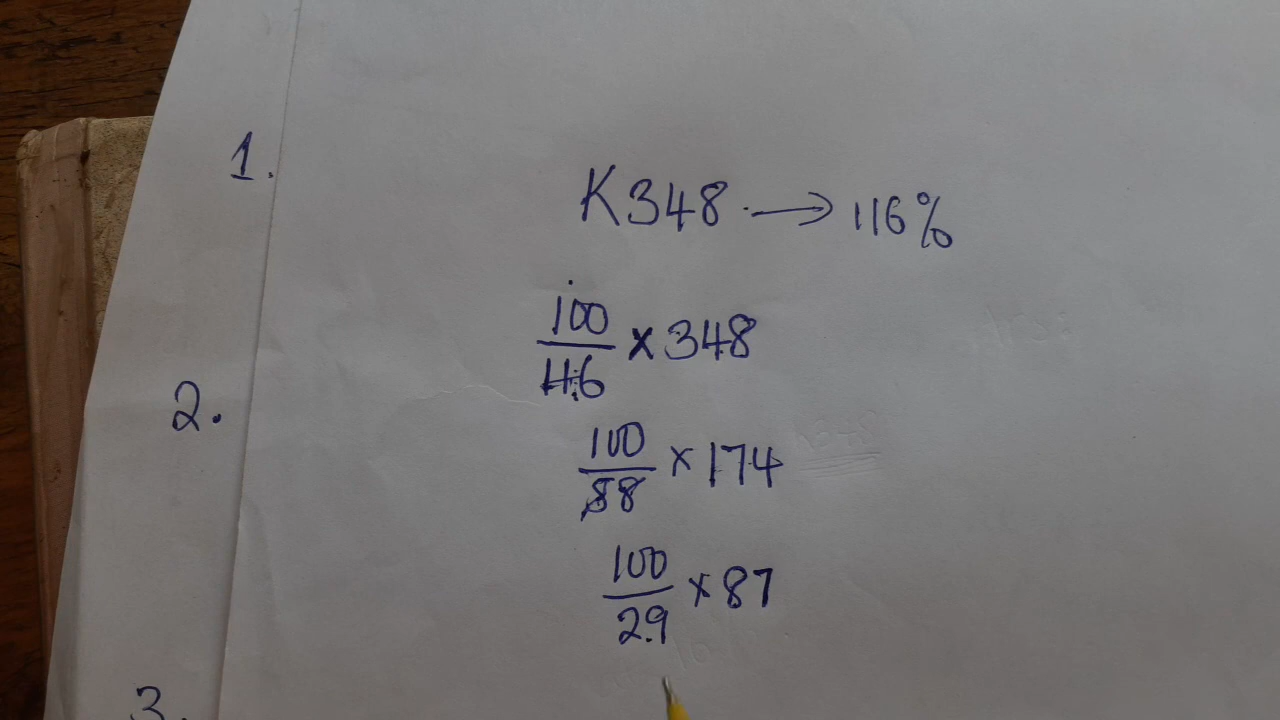 1.
K348 → 116%
100/116 × 348
2.
100/58 × 174
100/29 × 87
3.